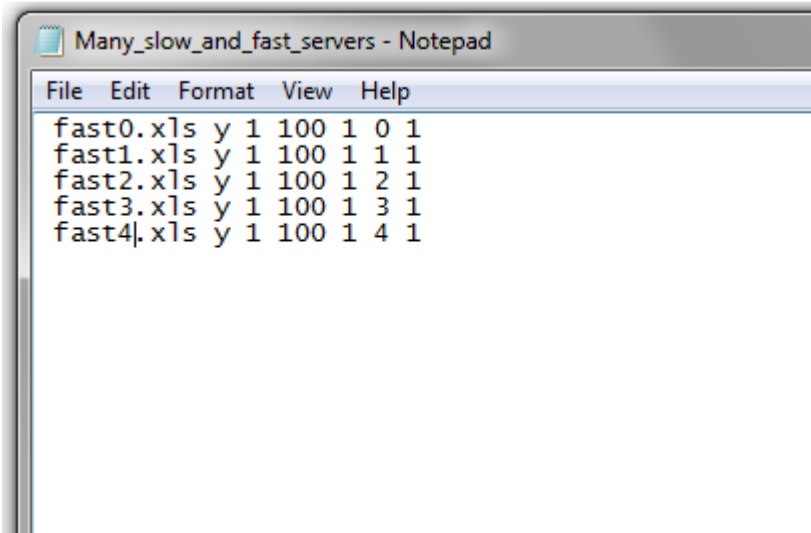 Many_slow_and_fast_servers - Notepad
File Edit Format View Help
fast0.xls y 1 100 1 0 1
fast1.xls y 1 100 1 1 1
fast2.xls y 1 100 1 2 1
fast3.xls y 1 100 1 3 1
fast4.xls y 1 100 1 4 1